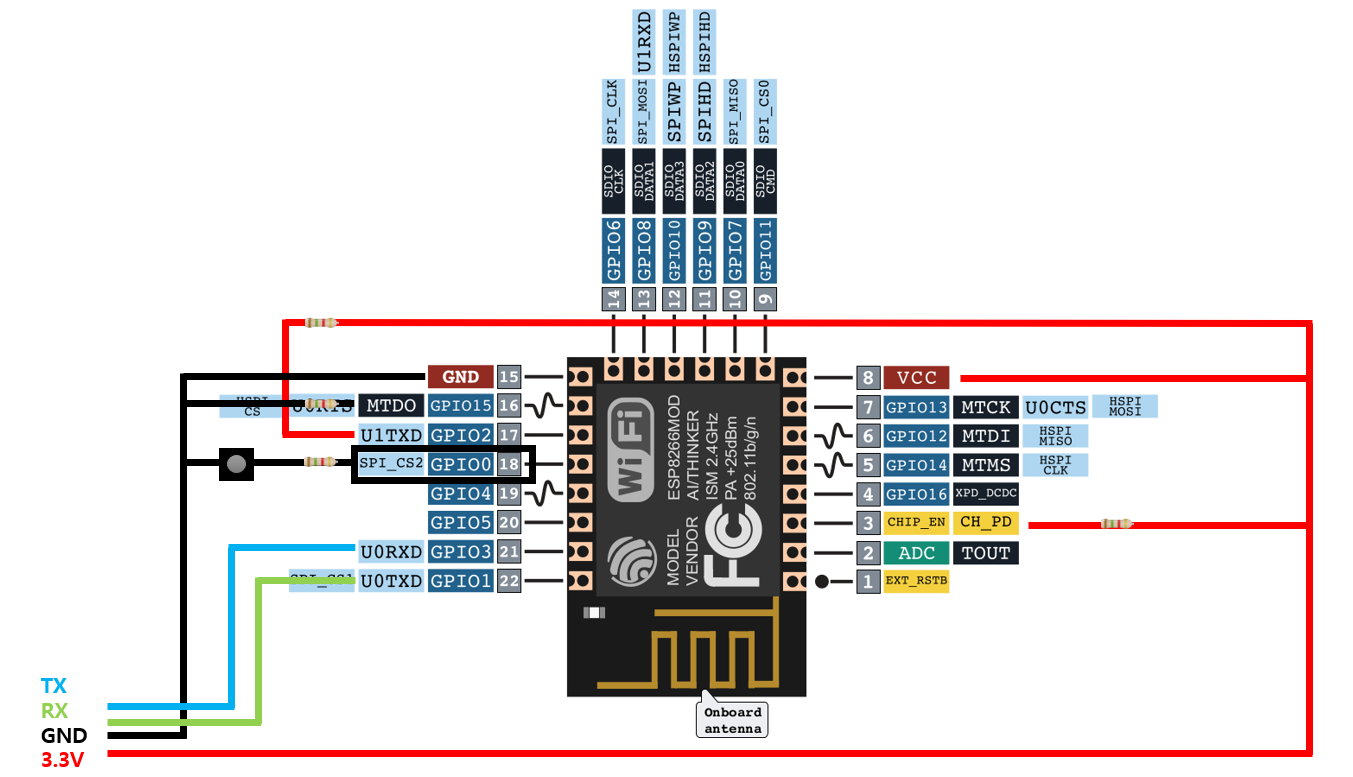 U1RXD
HSPIWP
HSPIHD
SPI_CLK
SPI_MOSI
SPIWP
SPIHD
SPI_MISO
SPI_CS0
SDIO CLK
SDIO DATA1
SDIO DATA3
SDIO DATA2
SDIO DATA0
SDIO CMD
GPIO6
GPIO8
GPIO10
GPIO9
GPIO7
GPIO11
14
13
12
11
10
9
GND 15
HSPI CS U0RTS MTDO GPIO15 16
U1TXD GPIO2 17
SPI_CS2 GPIO0 18
GPIO4 19
GPIO5 20
U0RXD GPIO3 21
SPI_CS1 U0TXD GPIO1 22
WiFi
MODEL ESP8266MOD
VENDOR AI/THINKER
ISM 2.4GHz
PA +25dBm
802.11b/g/n
FC
8 VCC
7 GPIO13 MTCK U0CTS HSPI MOSI
6 GPIO12 MTDI HSPI MISO
5 GPIO14 MTMS HSPI CLK
4 GPIO16 XPD_DCDC
3 CHIP_EN CH_PD
2 ADC TOUT
1 EXT_RSTB
Onboard
antenna
TX
RX
GND
3.3V